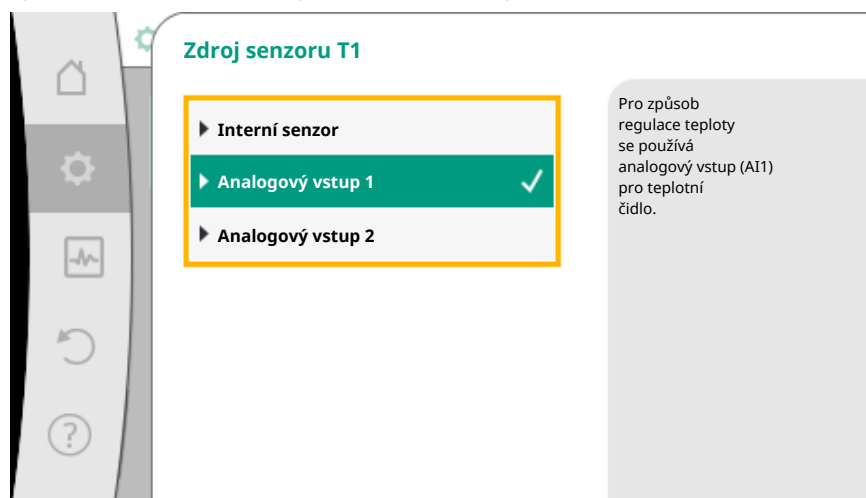 Zdroj senzoru T1
Interní senzor
Analogový vstup 1
Analogový vstup 2
Pro způsob
regulace teploty
se používá
analogový vstup (AI1)
pro teplotní
čidlo.
?